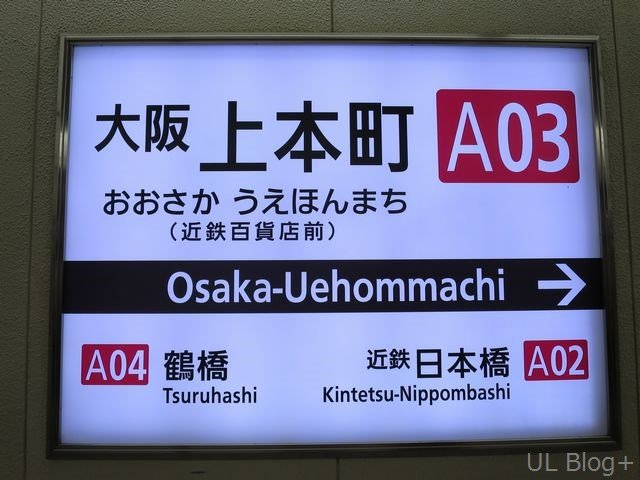 大阪 上本町 A03
おおさか うえほんまち
(近鉄百貨店前)
Osaka-Uehommachi →
A04 鶴橋
Tsuruhashi
近鉄日本橋 A02
Kintetsu-Nippombashi
UL Blog+